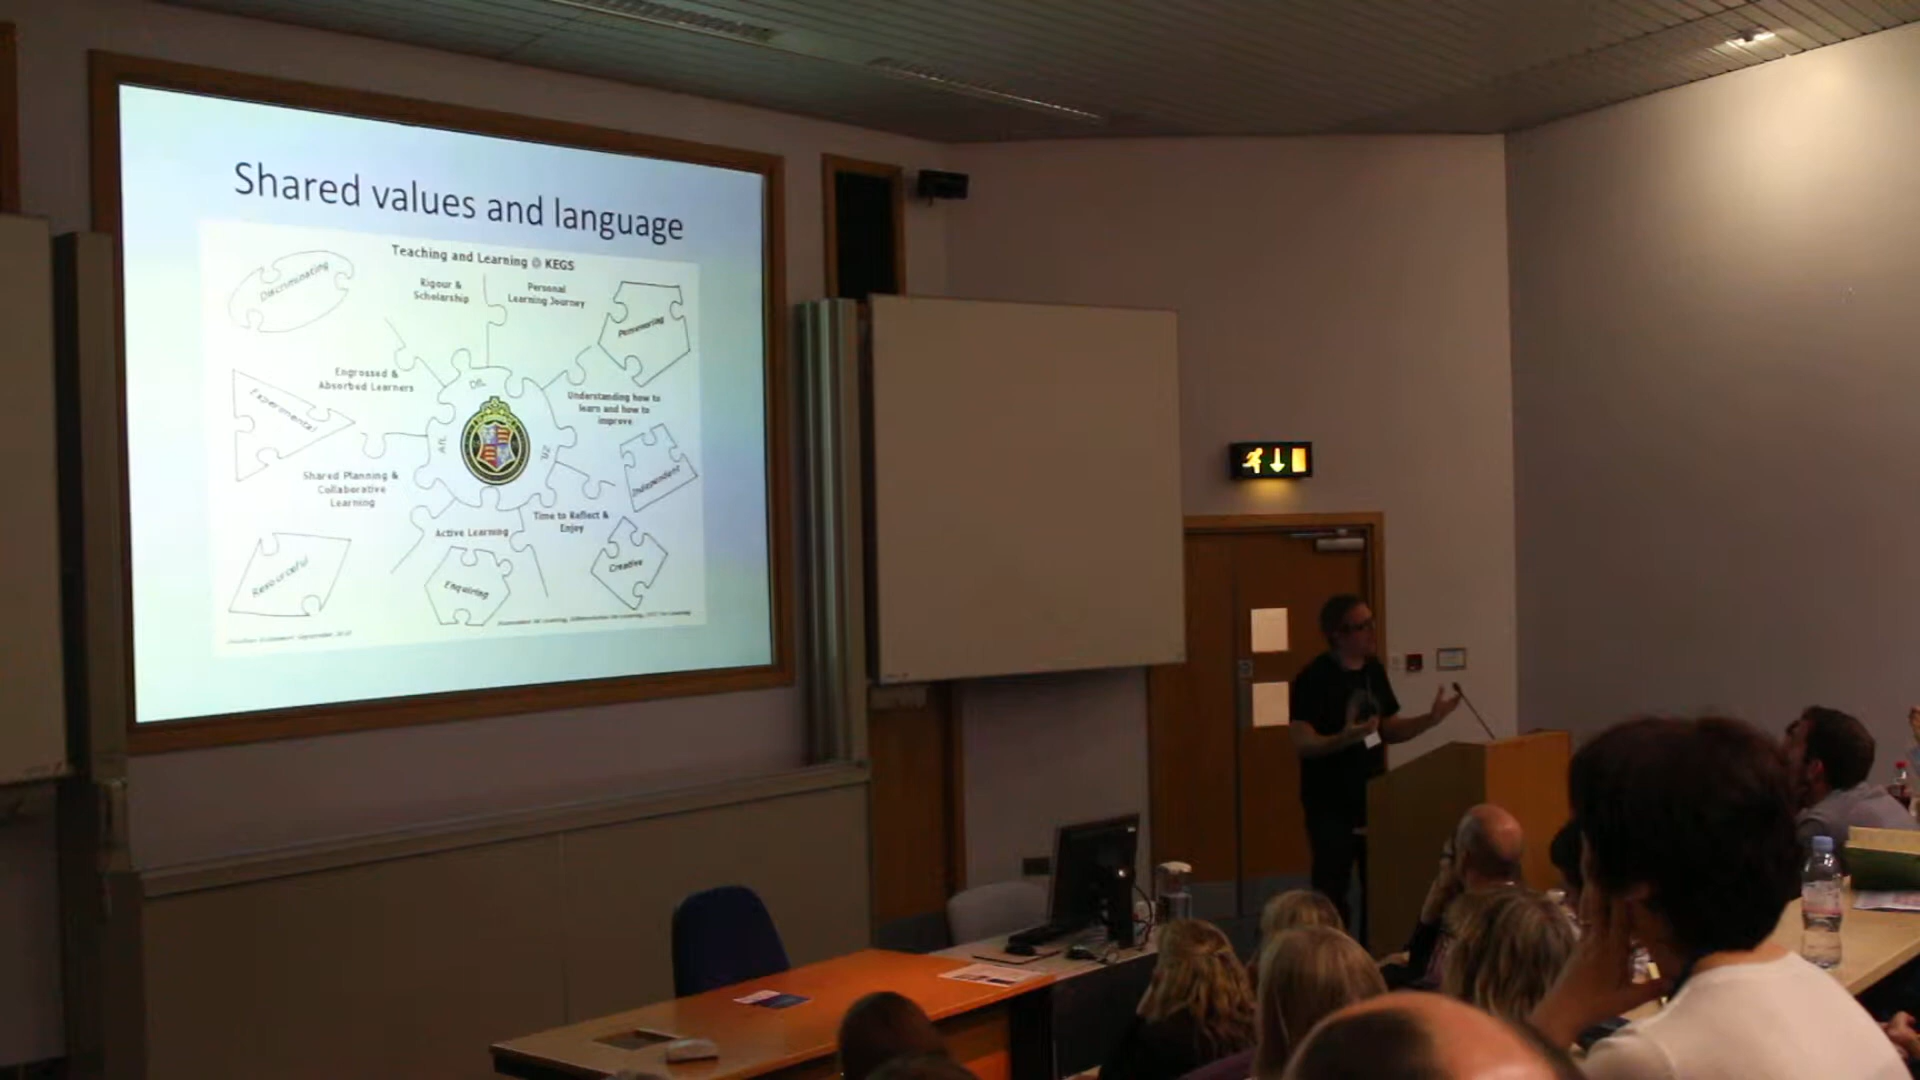 Shared values and language
Teaching and Learning @ KEGS
Discriminating
Rigour &
Scholarship
Personal
Learning Journey
Persevering
Engrossed &
Absorbed Learners
DfL
Understanding how to
learn and how to
improve
Experimental
AfL
Independent
Shared Planning &
Collaborative
Learning
Time to Reflect &
Enjoy
Active Learning
Resourceful
Enquiring
Creative